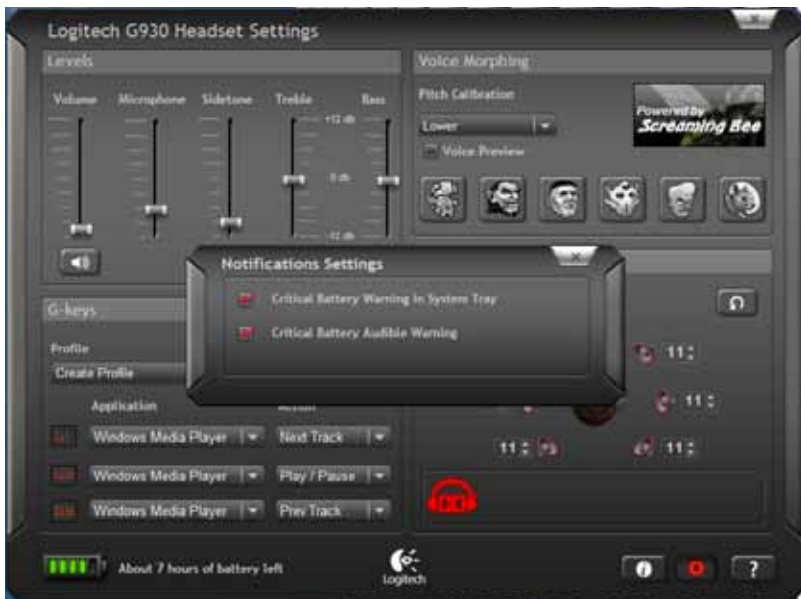 Logitech G930 Headset Settings
Levels
Volume Microphone Sidetone Treble Bass
+12 db
0 db
-12 db
Voice Morphing
Pitch Calibration
Lower
Voice Preview
Powered by
Screaming Bee
Notifications Settings
Critical Battery Warning In System Tray
Critical Battery Audible Warning
G-keys
Profile
Create Profile
Application
Windows Media Player Next Track
Windows Media Player Play / Pause
Windows Media Player Prev Track
11
11
11 11
About 7 hours of battery left
Logitech
?